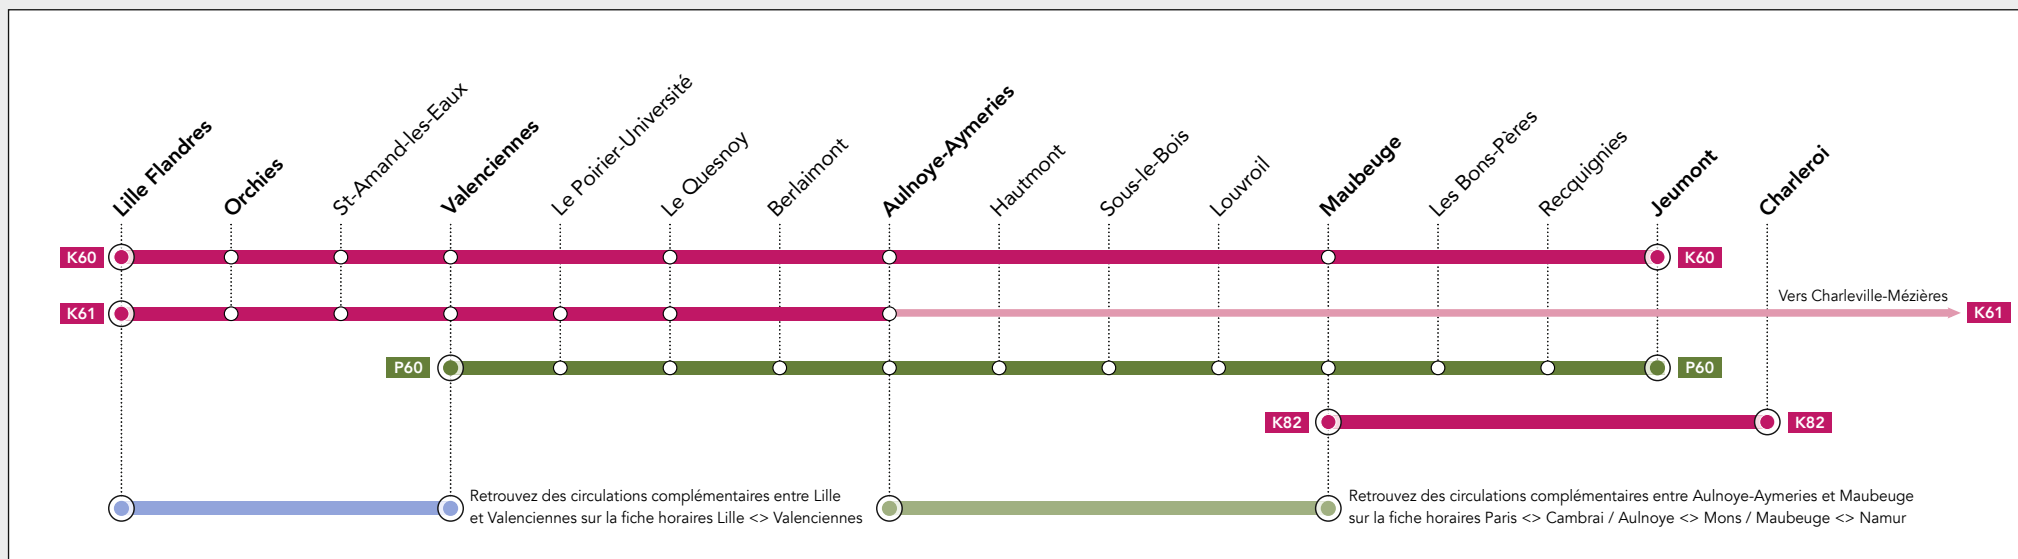 Lille Flandres
Orchies
St-Amand-les-Eaux
Valenciennes
Le Poirier-Université
Le Quesnoy
Berlaimont
Aulnoye-Aymeries
Hautmont
Sous-le-Bois
Louvroil
Maubeuge
Les Bons-Pères
Recquignies
Jeumont
Charleroi
K60
K60
K61
Vers Charleville-Mézières
K61
P60
P60
K82
K82
Retrouvez des circulations complémentaires entre Lille
et Valenciennes sur la fiche horaires Lille <> Valenciennes
Retrouvez des circulations complémentaires entre Aulnoye-Aymeries et Maubeuge
sur la fiche horaires Paris <> Cambrai / Aulnoye <> Mons / Maubeuge <> Namur